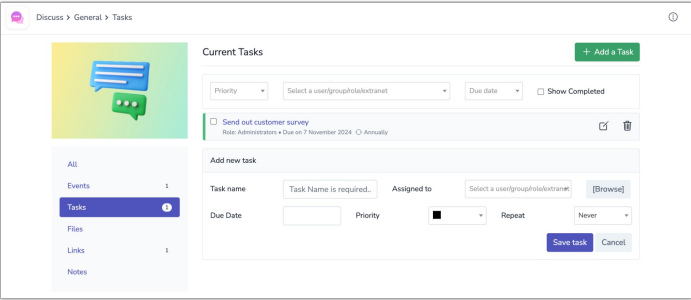 Discuss > General > Tasks
Current Tasks
+ Add a Task
Priority
Select a user/group/role/extranet
Due date
Show Completed
Send out customer survey
Role: Administrators • Due on 7 November 2024 Annually
All
Events 1
Tasks 1
Files
Links 1
Notes
Add new task
Task name
Task Name is required..
Assigned to
Select a user/group/role/extranet
[Browse]
Due Date
Priority
Repeat
Never
Save task
Cancel